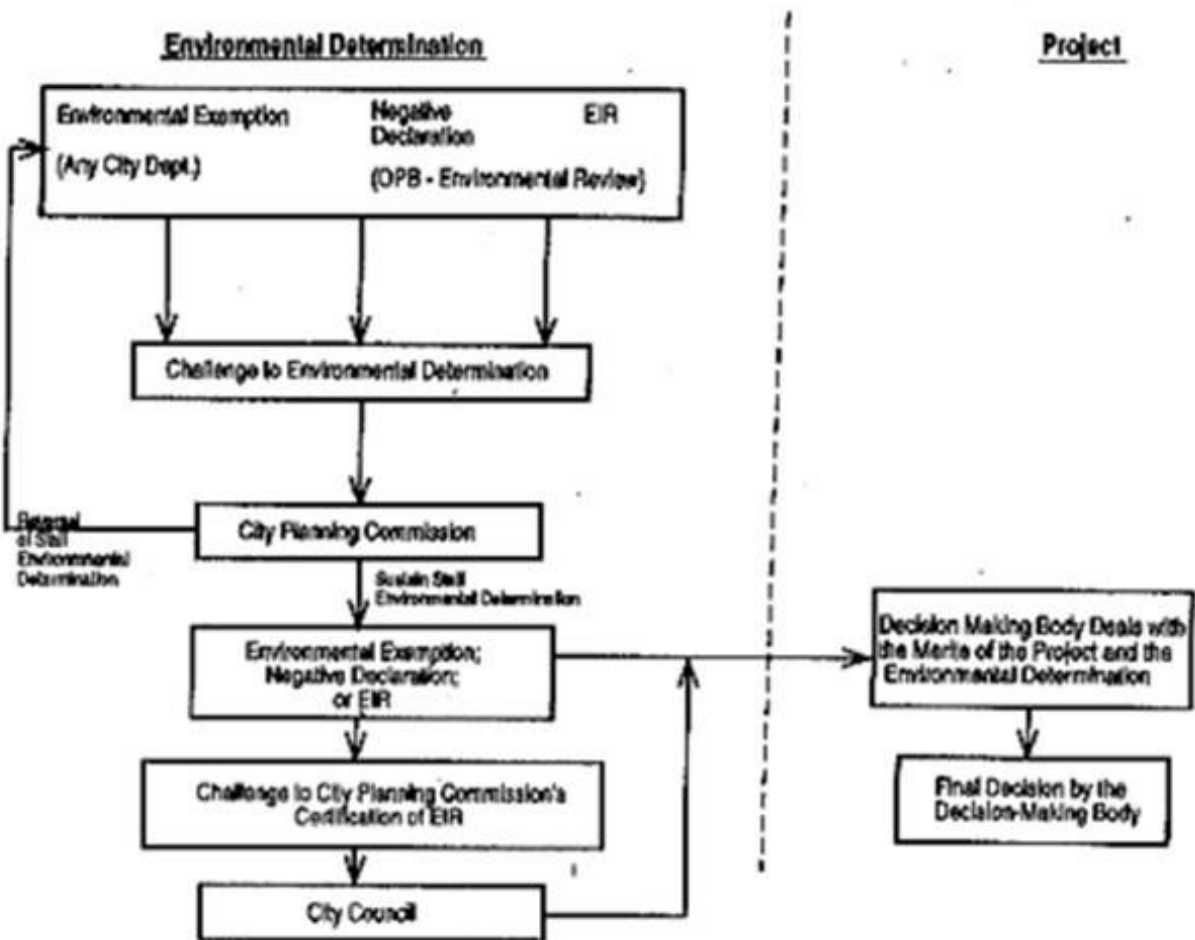 Environmental Determination
Project
Environmental Exemption
(Any City Dept.)
Negative
Declaration
EIR
(OPB - Environmental Review)
Challenge to Environmental Determination
City Planning Commission
Reversal
of Staff
Environmental
Determination
Sustain Staff
Environmental Determination
Environmental Exemption;
Negative Declaration;
or EIR
Challenge to City Planning Commission's
Certification of EIR
City Council
Decision Making Body Deals with
the Merits of the Project and the
Environmental Determination
Final Decision by the
Decision-Making Body